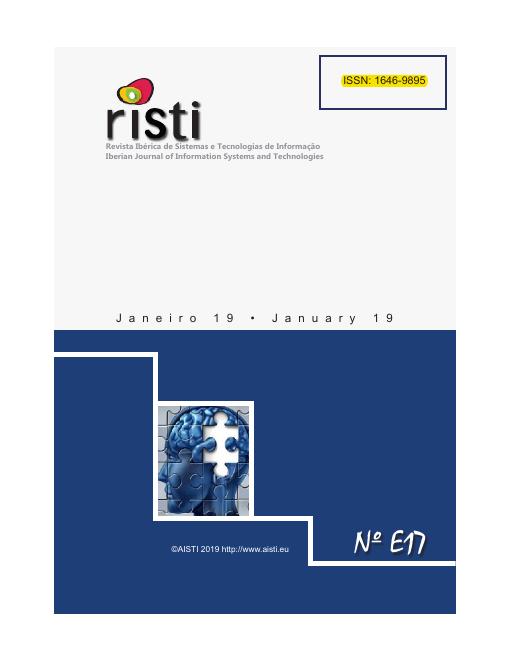 ISSN: 1646-9895
risti
Revista Ibérica de Sistemas e Tecnologias de Informação
Iberian Journal of Information Systems and Technologies
Janeiro 19 • January 19
©AISTI 2019 http://www.aisti.eu
Nº E17